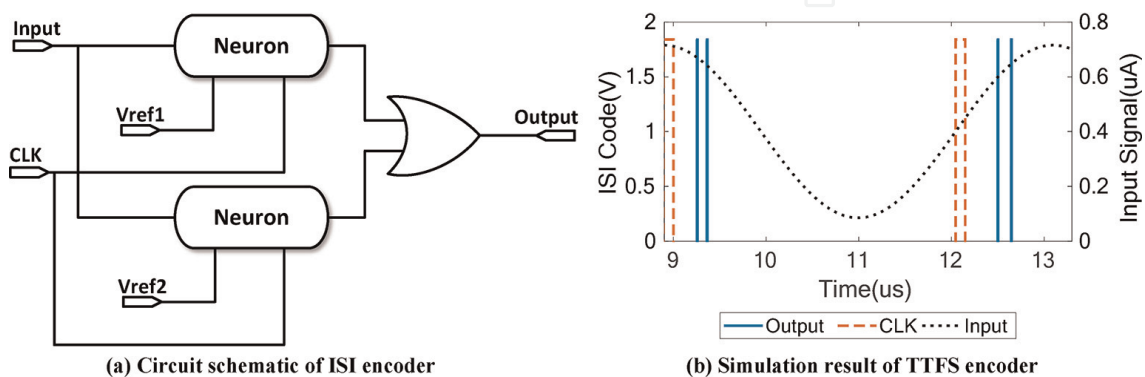 Input
Neuron
Vref1
CLK
Output
Neuron
Vref2
(a) Circuit schematic of ISI encoder
2
1.5
1
0.5
0
ISI Code(V)
0.8
0.6
0.4
0.2
0
Input Signal(uA)
9 10 11 12 13
Time(us)
Output CLK Input
(b) Simulation result of TTFS encoder